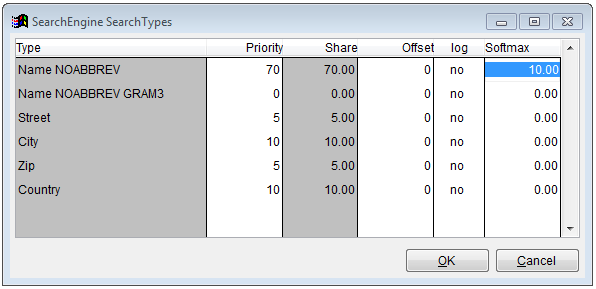 SearchEngine SearchTypes
Type Priority Share Offset log Softmax
Name NOABBREV 70 70.00 0 no 10.00
Name NOABBREV GRAM3 0 0.00 0 no 0.00
Street 5 5.00 0 no 0.00
City 10 10.00 0 no 0.00
Zip 5 5.00 0 no 0.00
Country 10 10.00 0 no 0.00
OK Cancel